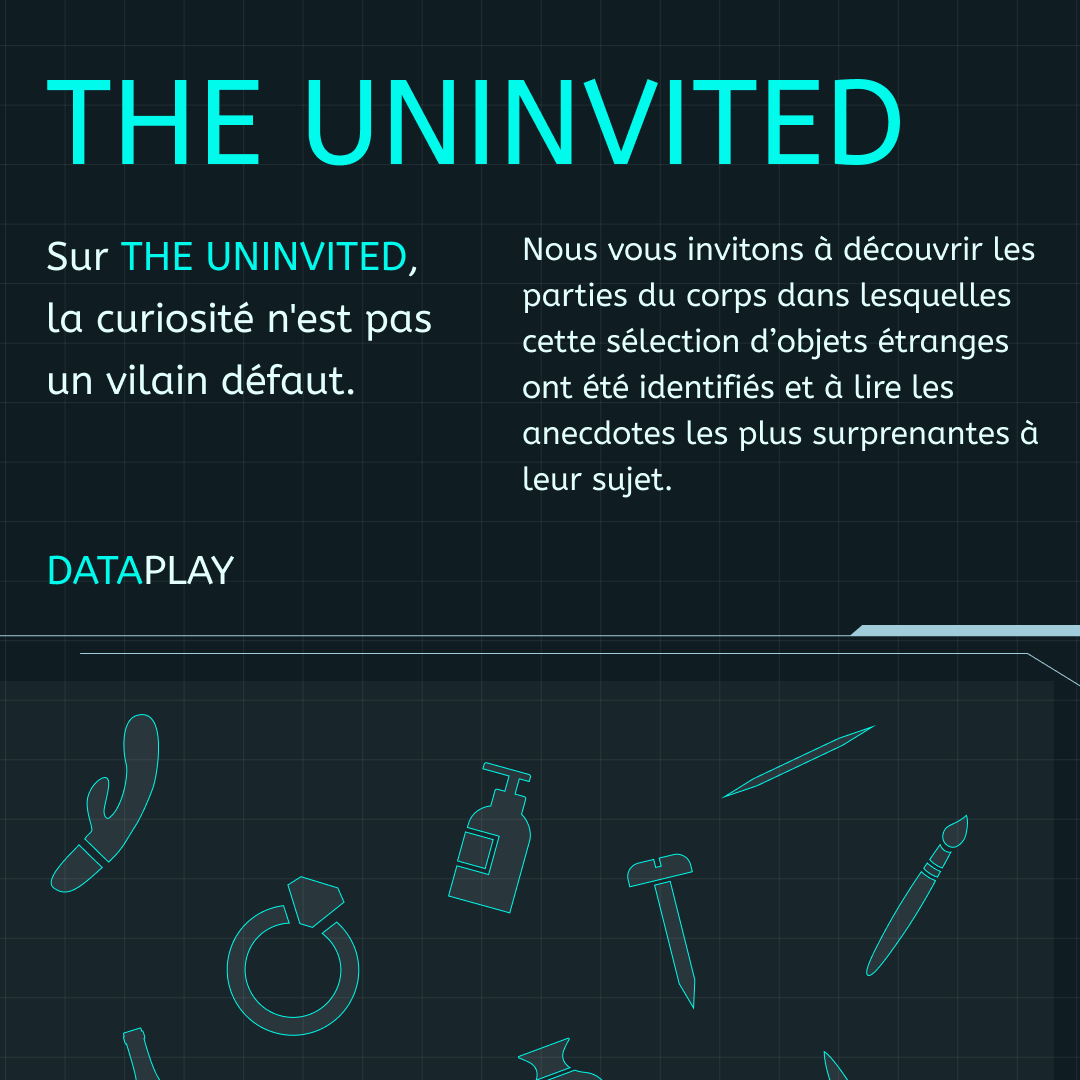 THE UNINVITED
Sur THE UNINVITED,
la curiosité n'est pas
un vilain défaut.
Nous vous invitons à découvrir les
parties du corps dans lesquelles
cette sélection d’objets étranges
ont été identifiés et à lire les
anecdotes les plus surprenantes à
leur sujet.
DATAPLAY